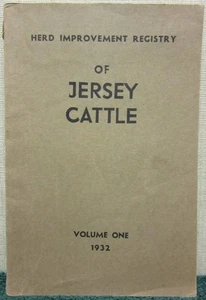 HERD IMPROVEMENT REGISTRY
OF
JERSEY
CATTLE
VOLUME ONE
1932